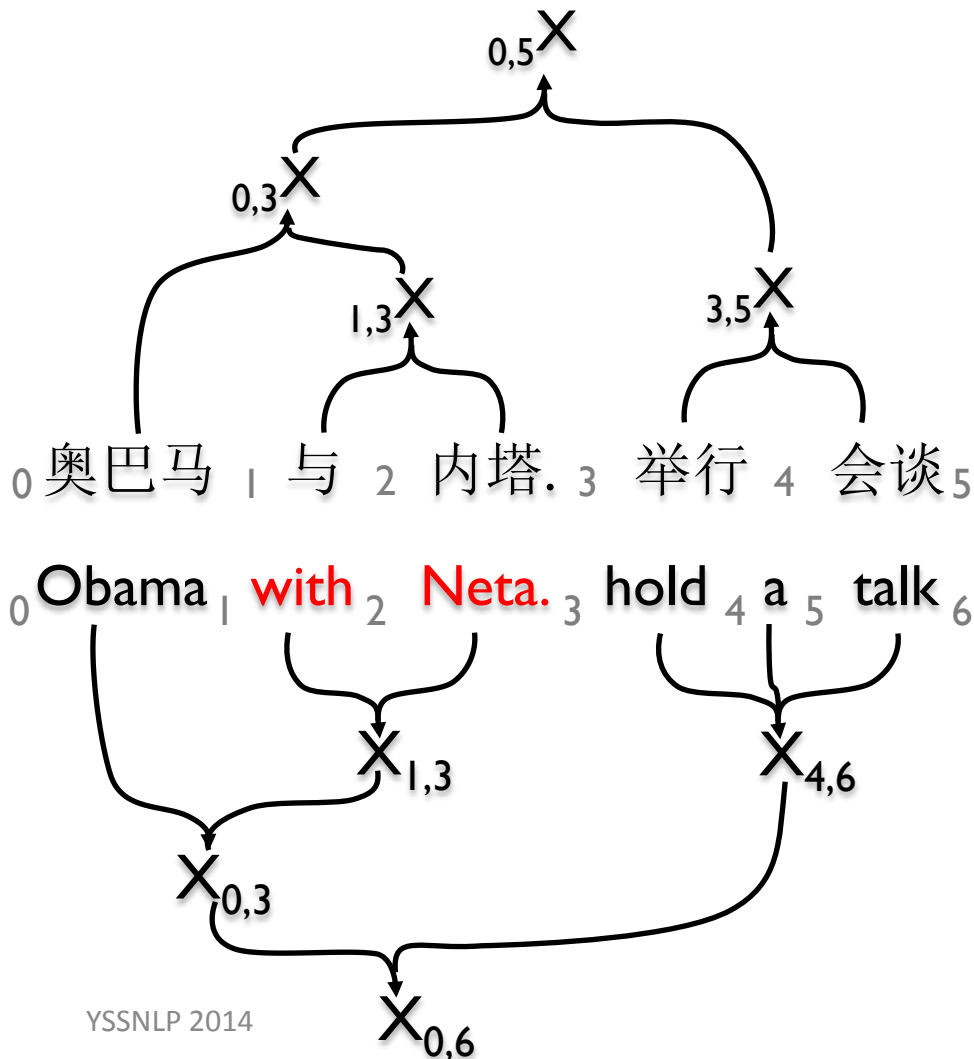 0,5X
0,3X
1,3X 3,5X
0 奥巴马 1 与 2 内塔. 3 举行 4 会谈 5
0 Obama 1 with 2 Neta. 3 hold 4 a 5 talk 6
X1,3 X4,6
X0,3
X0,6
YSSNLP 2014